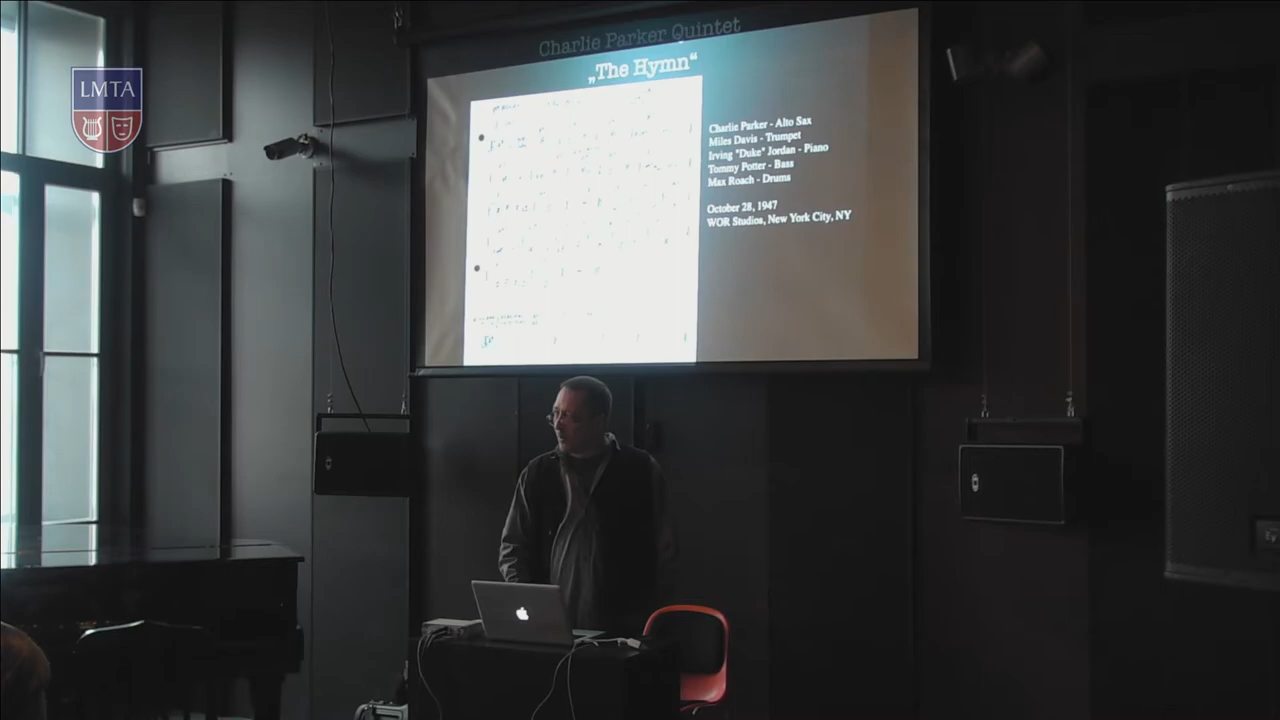 LMTA
Charlie Parker Quintet
„The Hymn“
Charlie Parker - Alto Sax
Miles Davis - Trumpet
Irving "Duke" Jordan - Piano
Tommy Potter - Bass
Max Roach - Drums
October 28, 1947
WOR Studios, New York City, NY